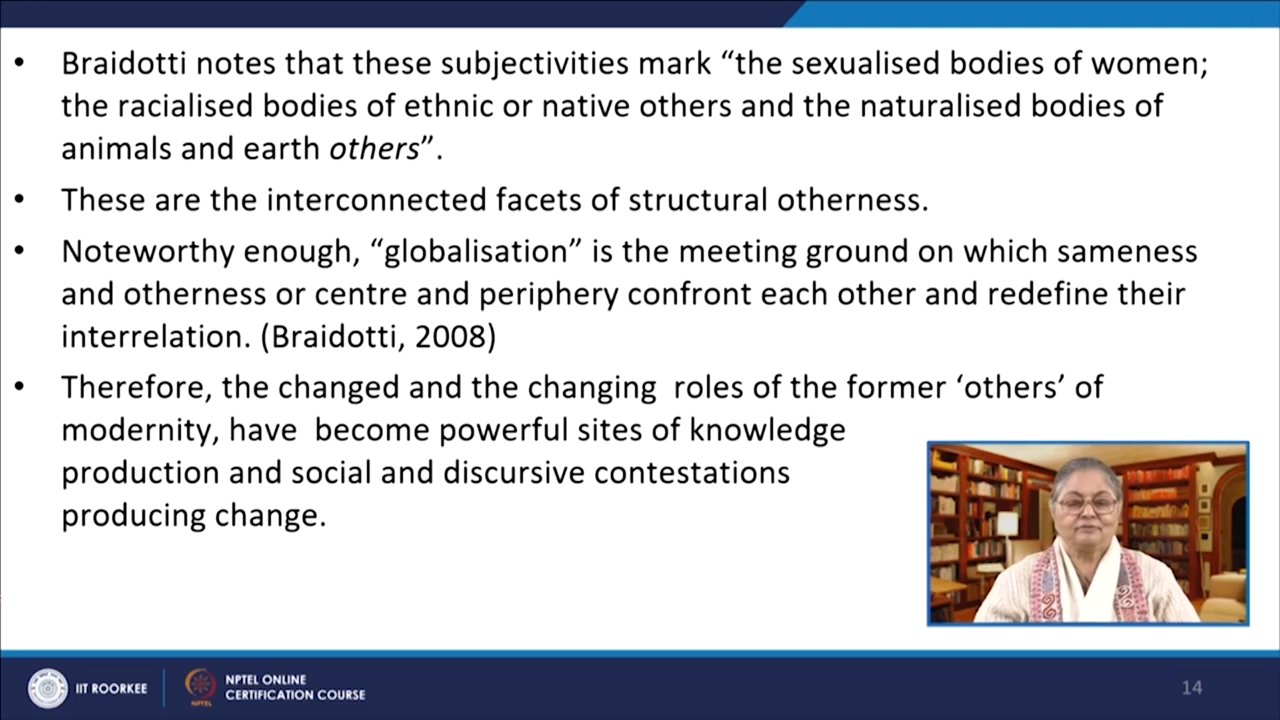 • Braidotti notes that these subjectivities mark “the sexualised bodies of women;
the racialised bodies of ethnic or native others and the naturalised bodies of
animals and earth others”.
• These are the interconnected facets of structural otherness.
• Noteworthy enough, “globalisation” is the meeting ground on which sameness
and otherness or centre and periphery confront each other and redefine their
interrelation. (Braidotti, 2008)
• Therefore, the changed and the changing  roles of the former ‘others’ of
modernity, have  become powerful sites of knowledge
production and social and discursive contestations
producing change.
IIT ROORKEE
NPTEL
NPTEL ONLINE
CERTIFICATION COURSE
14